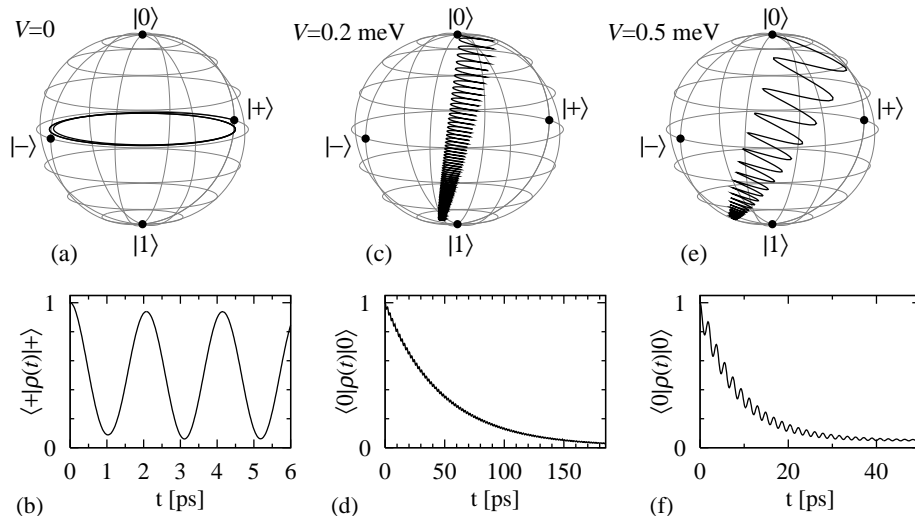 V=0
|0⟩
|+⟩
|−⟩
|1⟩
(a)
V=0.2 meV
|0⟩
|+⟩
|−⟩
|1⟩
(c)
V=0.5 meV
|0⟩
|+⟩
|−⟩
|1⟩
(e)
⟨+|ρ(t)|+⟩
1
0
0 1 2 3 4 5 6
t [ps]
(b)
⟨0|ρ(t)|0⟩
1
0
0 50 100 150
t [ps]
(d)
⟨0|ρ(t)|0⟩
1
0
0 20 40
t [ps]
(f)